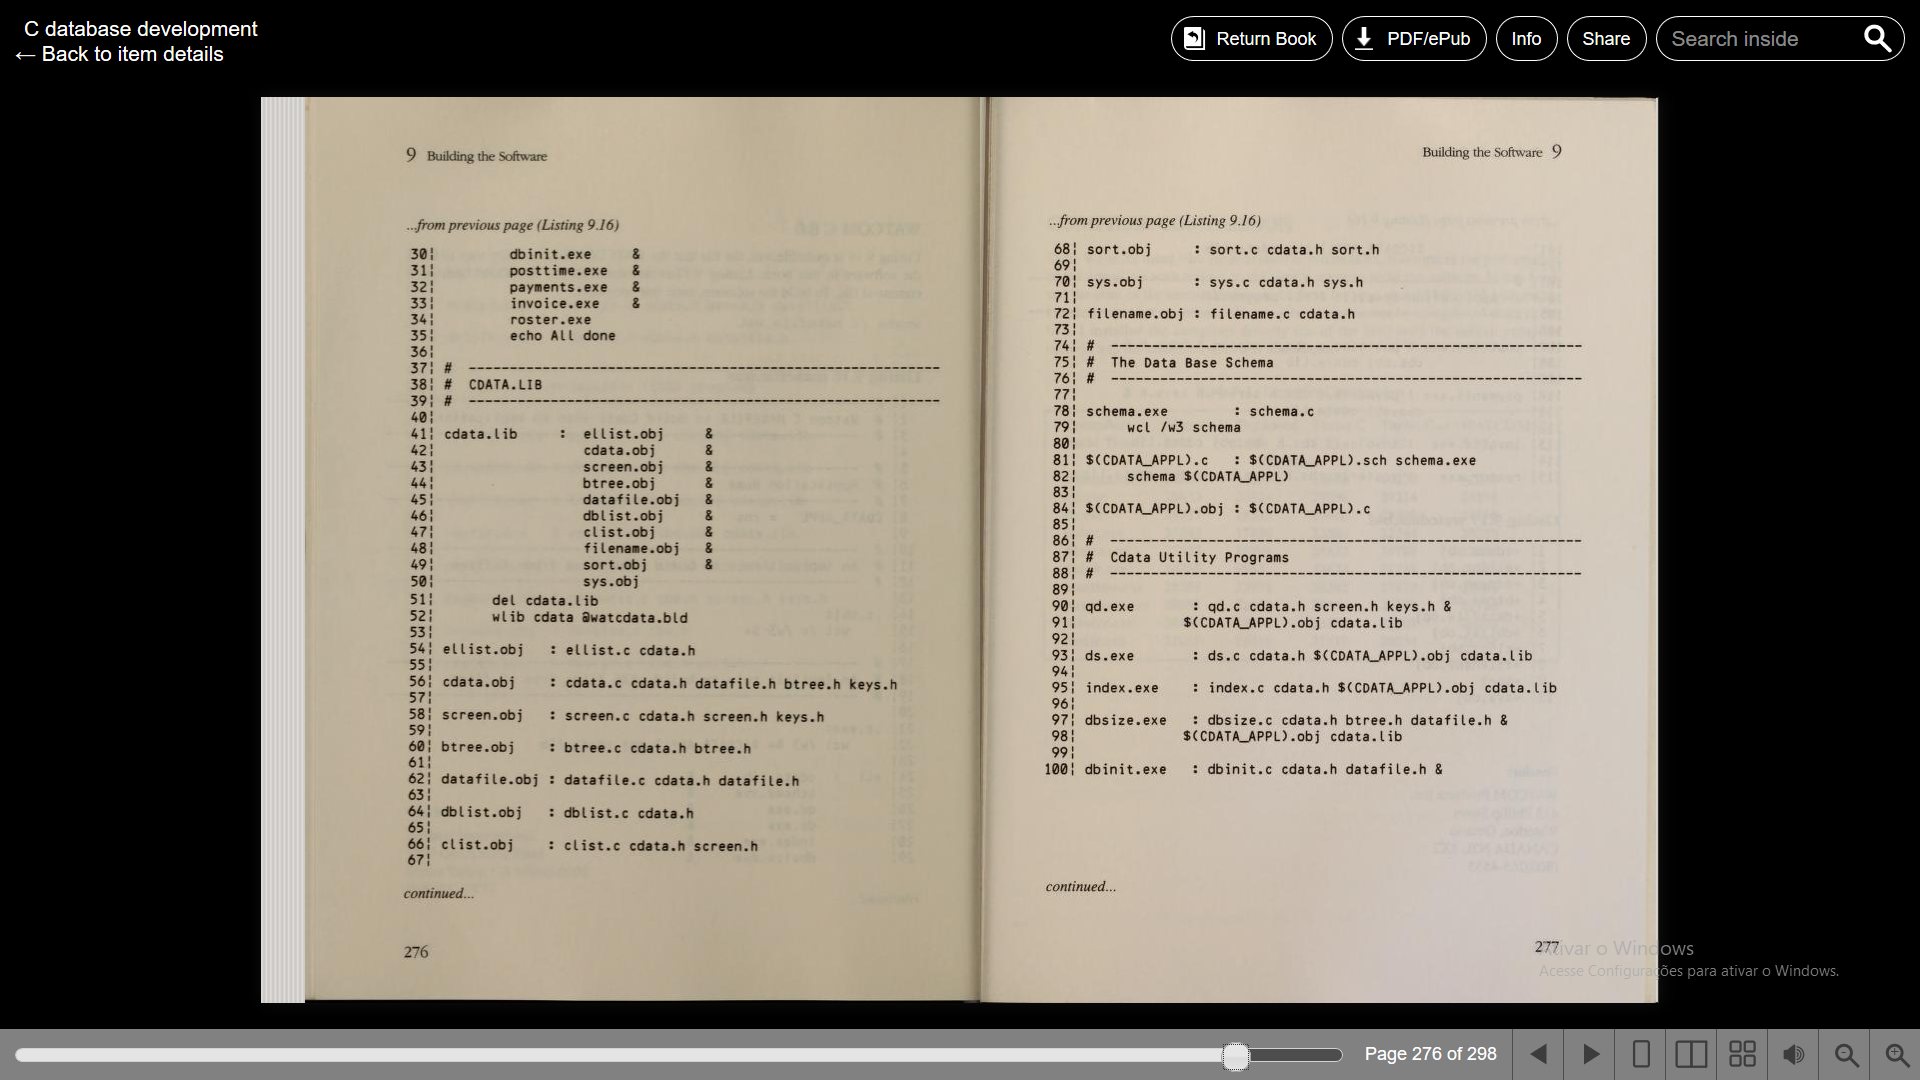 C database development
← Back to item details
Return Book
PDF/ePub
Info
Share
Search inside
9 Building the Software
...from previous page (Listing 9.16)
30¦ dbinit.exe &
31¦ posttime.exe &
32¦ payments.exe &
33¦ invoice.exe &
34¦ roster.exe
35¦ echo All done
36¦
37¦ # ----------------------------------------------------------
38¦ # CDATA.LIB
39¦ # ----------------------------------------------------------
40¦
41¦ cdata.lib : ellist.obj &
42¦ cdata.obj &
43¦ screen.obj &
44¦ btree.obj &
45¦ datafile.obj &
46¦ dblist.obj &
47¦ clist.obj &
48¦ filename.obj &
49¦ sort.obj &
50¦ sys.obj
51¦ del cdata.lib
52¦ wlib cdata @watcdata.bld
53¦
54¦ ellist.obj : ellist.c cdata.h
55¦
56¦ cdata.obj : cdata.c cdata.h datafile.h btree.h keys.h
57¦
58¦ screen.obj : screen.c cdata.h screen.h keys.h
59¦
60¦ btree.obj : btree.c cdata.h btree.h
61¦
62¦ datafile.obj : datafile.c cdata.h datafile.h
63¦
64¦ dblist.obj : dblist.c cdata.h
65¦
66¦ clist.obj : clist.c cdata.h screen.h
67¦
continued...
276
Building the Software 9
...from previous page (Listing 9.16)
68¦ sort.obj : sort.c cdata.h sort.h
69¦
70¦ sys.obj : sys.c cdata.h sys.h
71¦
72¦ filename.obj : filename.c cdata.h
73¦
74¦ # ----------------------------------------------------------
75¦ # The Data Base Schema
76¦ # ----------------------------------------------------------
77¦
78¦ schema.exe : schema.c
79¦ wcl /w3 schema
80¦
81¦ $(CDATA_APPL).c : $(CDATA_APPL).sch schema.exe
82¦ schema $(CDATA_APPL)
83¦
84¦ $(CDATA_APPL).obj : $(CDATA_APPL).c
85¦
86¦ # ----------------------------------------------------------
87¦ # Cdata Utility Programs
88¦ # ----------------------------------------------------------
89¦
90¦ qd.exe : qd.c cdata.h screen.h keys.h &
91¦ $(CDATA_APPL).obj cdata.lib
92¦
93¦ ds.exe : ds.c cdata.h $(CDATA_APPL).obj cdata.lib
94¦
95¦ index.exe : index.c cdata.h $(CDATA_APPL).obj cdata.lib
96¦
97¦ dbsize.exe : dbsize.c cdata.h btree.h datafile.h &
98¦ $(CDATA_APPL).obj cdata.lib
99¦
100¦ dbinit.exe : dbinit.c cdata.h datafile.h &
continued...
277
Ativar o Windows
Acesse Configurações para ativar o Windows.
Page 276 of 298